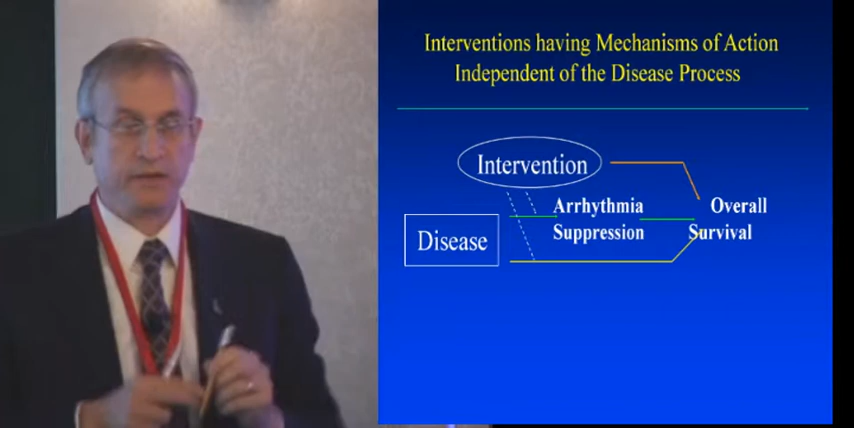 Interventions having Mechanisms of Action
Independent of the Disease Process
Intervention
Arrhythmia
Suppression
Overall
Survival
Disease